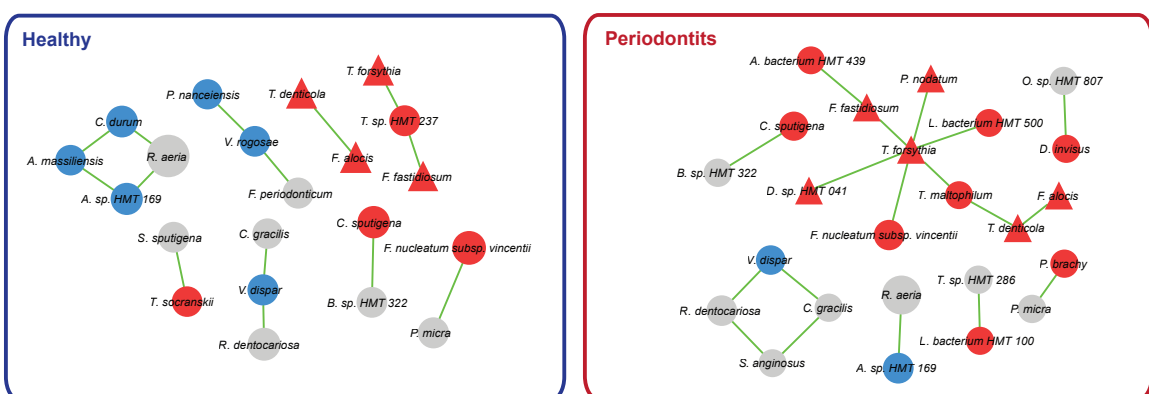 Healthy
T. forsythia
P. nanceiensis
T. denticola
C. durum
T. sp. HMT 237
V. rogosae
R. aeria
A. massiliensis
F. alocis
F. fastidiosum
A. sp. HMT 169
F. periodonticum
C. sputigena
S. sputigena
C. gracilis
F. nucleatum subsp. vincentii
V. dispar
T. socranskii
B. sp. HMT 322
P. micra
R. dentocariosa
Periodontits
A. bacterium HMT 439
P. nodatum
O. sp. HMT 807
F. fastidiosum
C. sputigena
L. bacterium HMT 500
T. forsythia
D. invisus
B. sp. HMT 322
D. sp. HMT 041
T. maltophilum
F. alocis
T. denticola
F. nucleatum subsp. vincentii
V. dispar
P. brachy
T. sp. HMT 286
R. aeria
R. dentocariosa
C. gracilis
P. micra
L. bacterium HMT 100
S. anginosus
A. sp. HMT 169